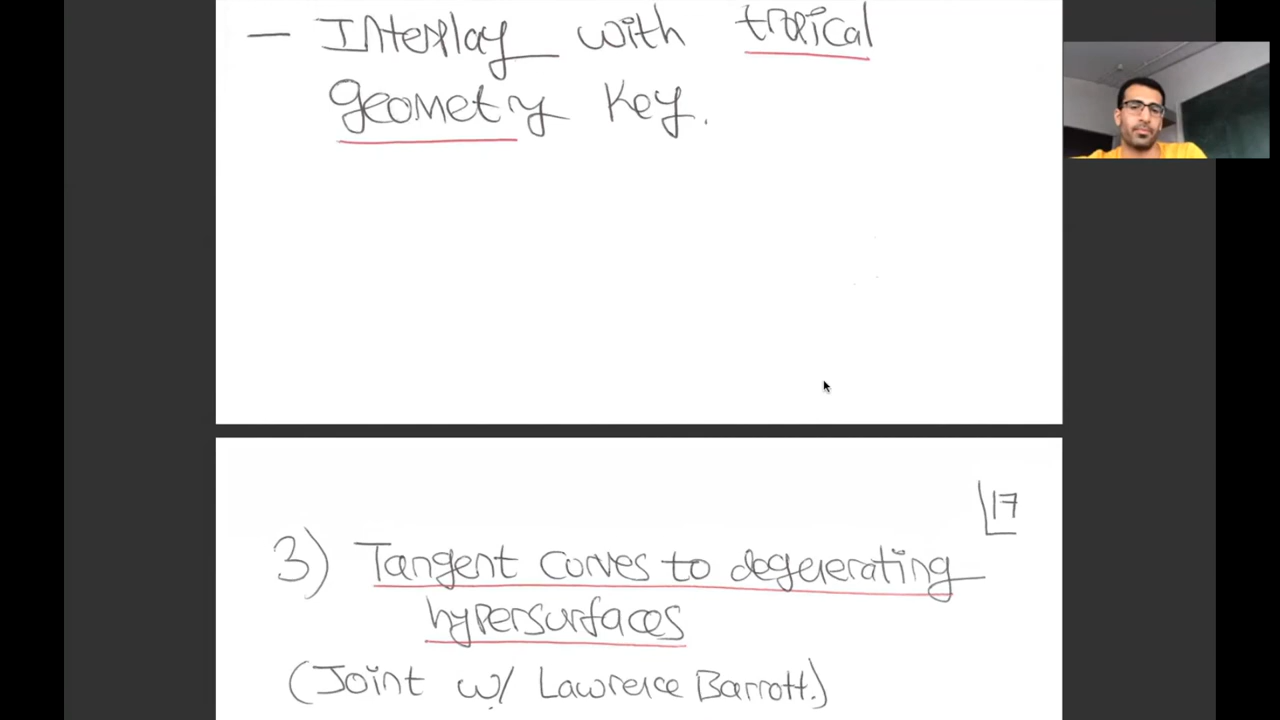 — Interplay with tropical
geometry key.
17
3) Tangent curves to degenerating
hypersurfaces
(Joint w/ Lawrence Barrott.)